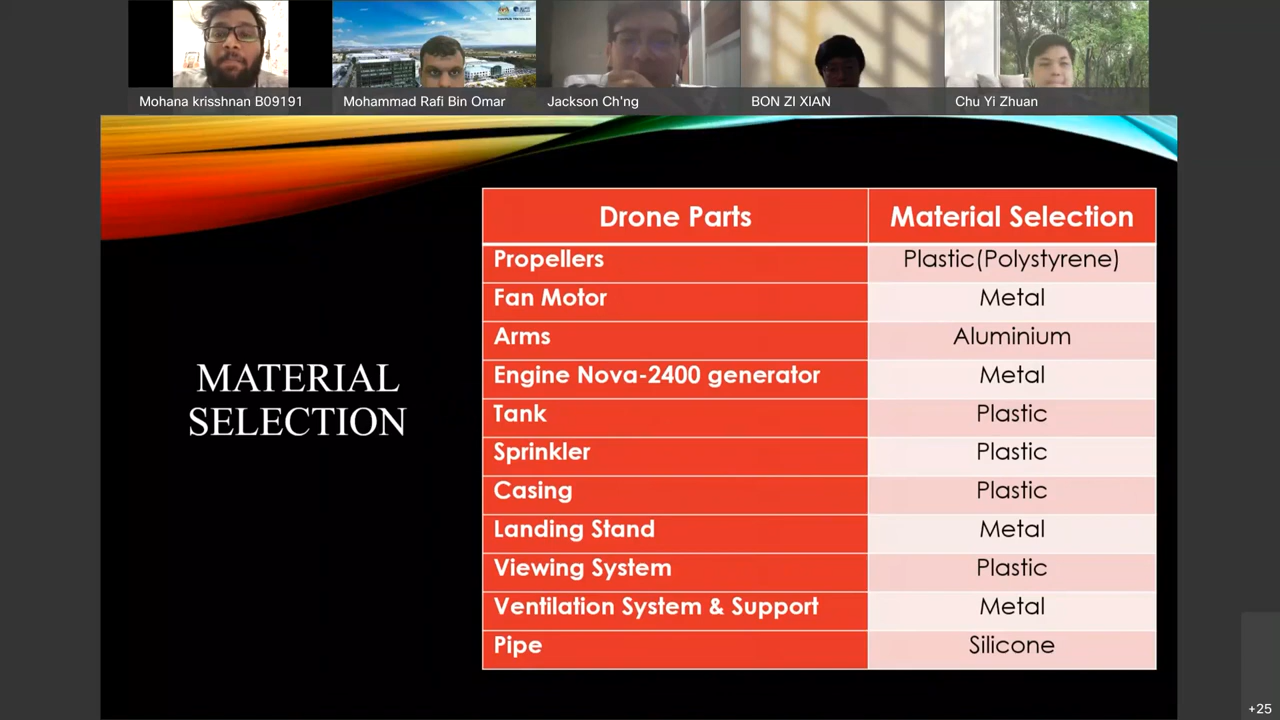 Mohana krisshnan B09191
Mohammad Rafi Bin Omar
Jackson Ch'ng
BON ZI XIAN
Chu Yi Zhuan
MATERIAL
SELECTION
Drone Parts Material Selection
Propellers Plastic(Polystyrene)
Fan Motor Metal
Arms Aluminium
Engine Nova-2400 generator Metal
Tank Plastic
Sprinkler Plastic
Casing Plastic
Landing Stand Metal
Viewing System Plastic
Ventilation System & Support Metal
Pipe Silicone
+25